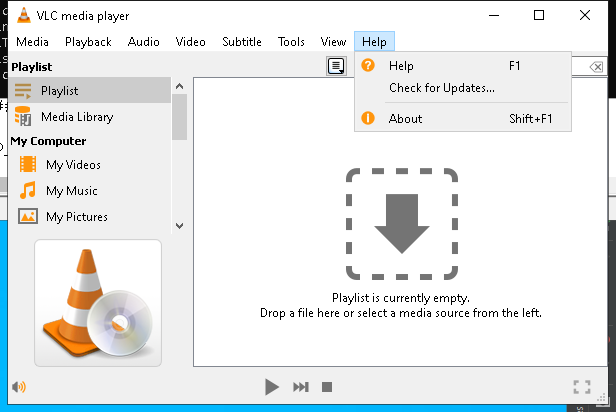 VLC media player
Media Playback Audio Video Subtitle Tools View Help
Playlist
Playlist
Media Library
My Computer
My Videos
My Music
My Pictures
Help F1
Check for Updates...
About Shift+F1
Playlist is currently empty.
Drop a file here or select a media source from the left.